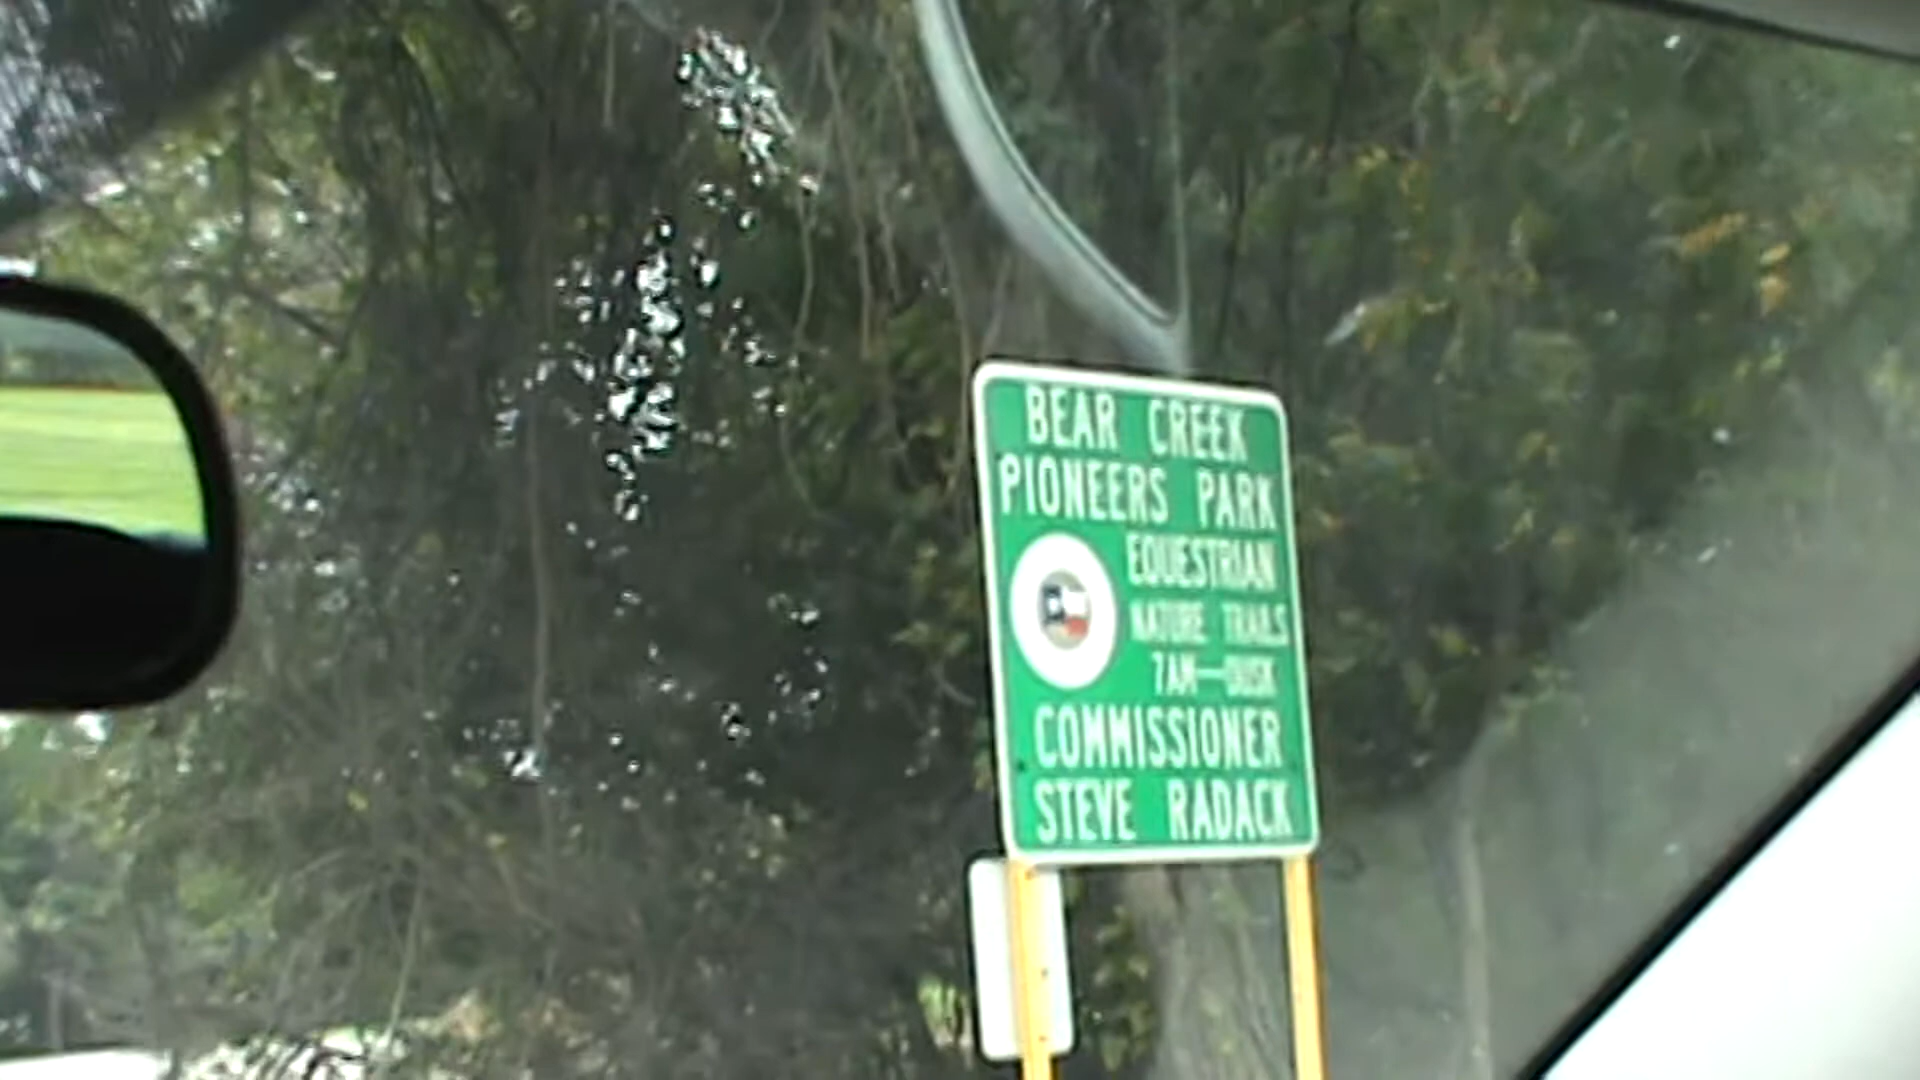 BEAR CREEK
PIONEERS PARK
EQUESTRIAN
NATURE TRAILS
7AM—DUSK
COMMISSIONER
STEVE RADACK